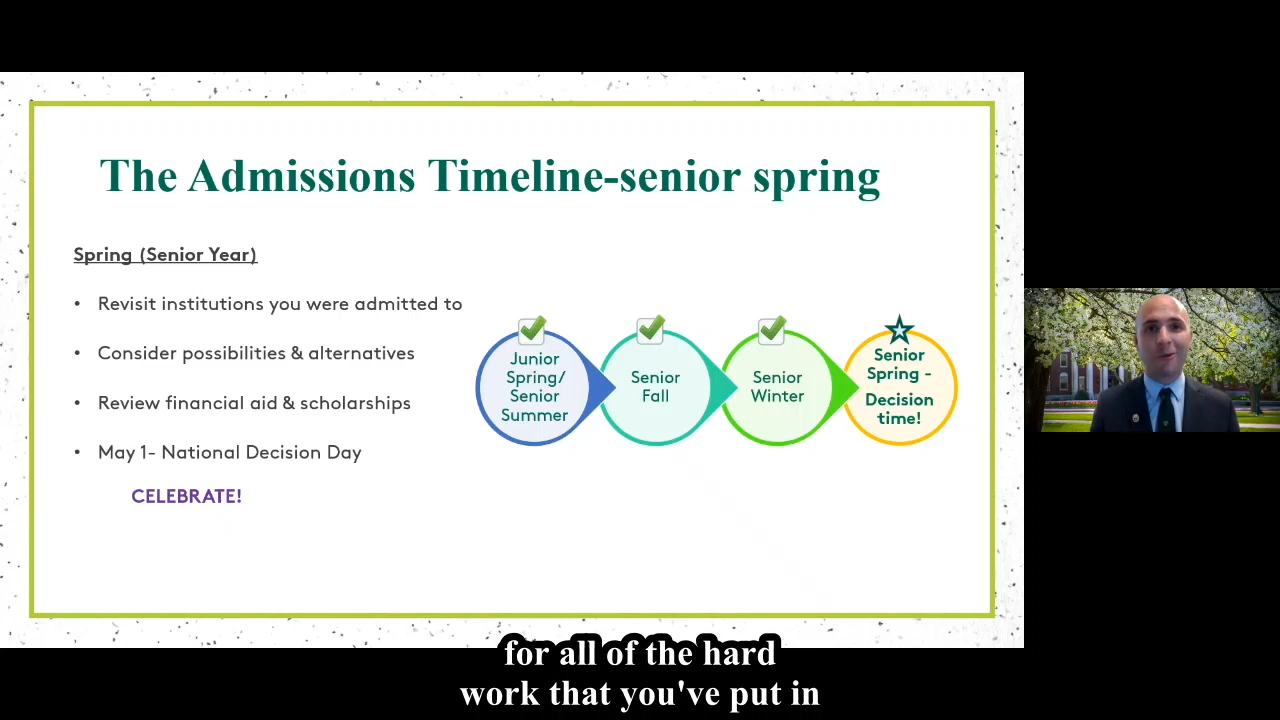 The Admissions Timeline-senior spring
Spring (Senior Year)
• Revisit institutions you were admitted to
• Consider possibilities & alternatives
• Review financial aid & scholarships
• May 1- National Decision Day
CELEBRATE!
Junior
Spring/
Senior
Summer
Senior
Fall
Senior
Winter
Senior
Spring -
Decision
time!
for all of the hard
work that you've put in